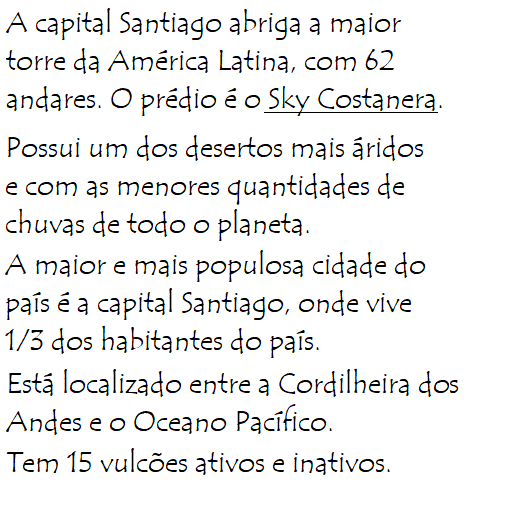 A capital Santiago abriga a maior
torre da América Latina, com 62
andares. O prédio é o Sky Costanera.
Possui um dos desertos mais áridos
e com as menores quantidades de
chuvas de todo o planeta.
A maior e mais populosa cidade do
país é a capital Santiago, onde vive
1/3 dos habitantes do país.
Está localizado entre a Cordilheira dos
Andes e o Oceano Pacífico.
Tem 15 vulcões ativos e inativos.